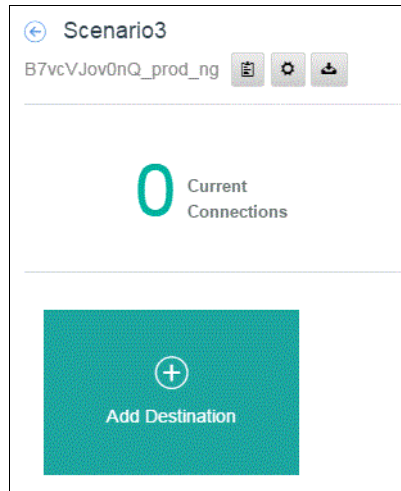 Scenario3
B7vcVJov0nQ_prod_ng
0 Current
Connections
Add Destination